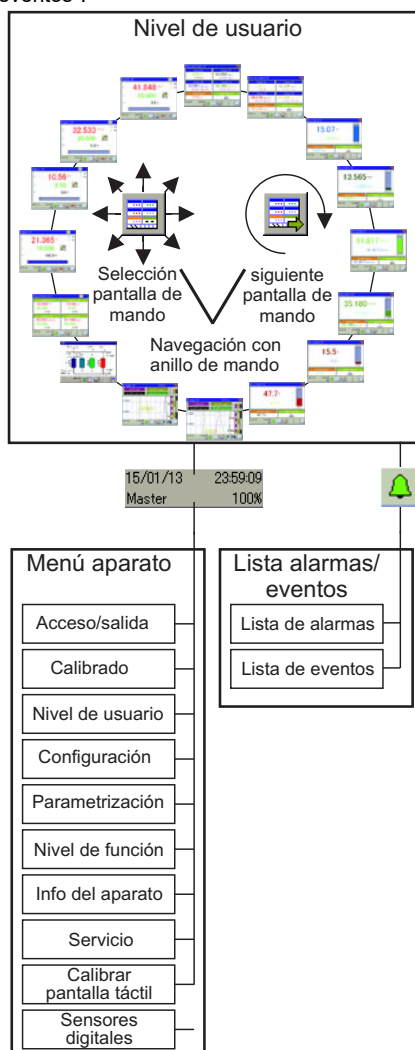 eventos".
Nivel de usuario
41.848
32.533
15.07
10.56
13.565
21.365
35.180
15.5
47.7
Selección
pantalla de
mando
siguiente
pantalla de
mando
Navegación con
anillo de mando
15/01/13 23:59:09
Master 100%
Menú aparato
Acceso/salida
Calibrado
Nivel de usuario
Configuración
Parametrización
Nivel de función
Info del aparato
Servicio
Calibrar
pantalla táctil
Sensores
digitales
Lista alarmas/
eventos
Lista de alarmas
Lista de eventos